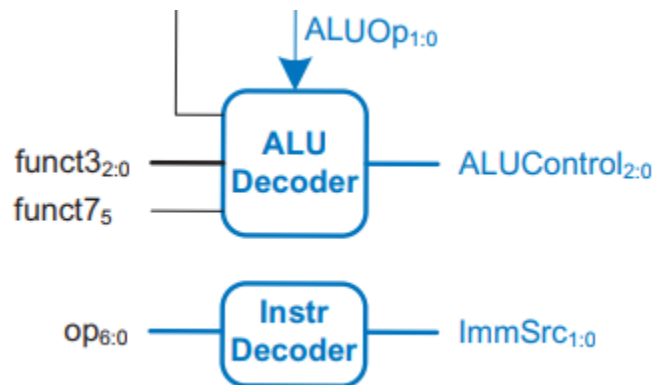 ALUOp1:0
ALU
Decoder
funct32:0
funct75
ALUControl2:0
Instr
Decoder
op6:0
ImmSrc1:0